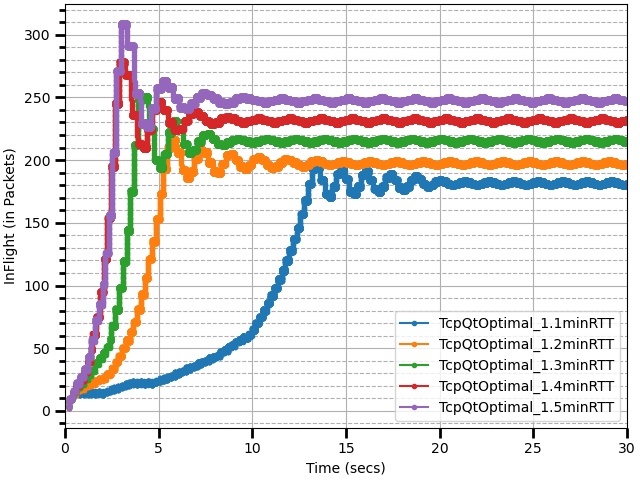 300
250
200
150
100
50
0
InFlight (in Packets)
0 5 10 15 20 25 30
Time (secs)
TcpQtOptimal_1.1minRTT
TcpQtOptimal_1.2minRTT
TcpQtOptimal_1.3minRTT
TcpQtOptimal_1.4minRTT
TcpQtOptimal_1.5minRTT